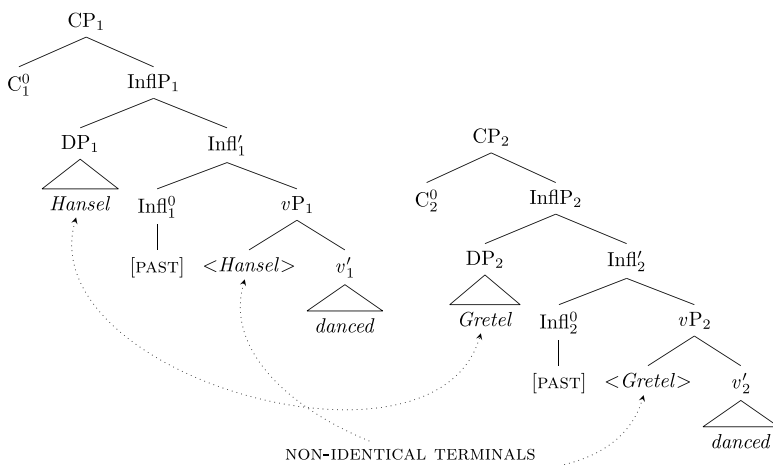 CP₁
C⁰₁ InflP₁
DP₁ Infl′₁
Hansel Infl⁰₁ vP₁
[PAST] <Hansel> v′₁
danced
CP₂
C⁰₂ InflP₂
DP₂ Infl′₂
Gretel Infl⁰₂ vP₂
[PAST] <Gretel> v′₂
danced
NON-IDENTICAL TERMINALS